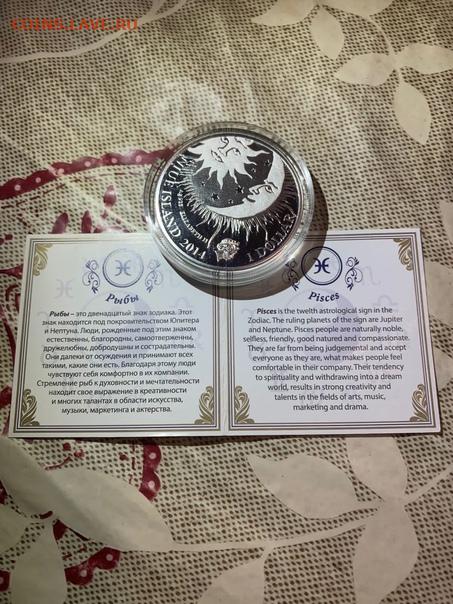 COINS.LAVE.RU
NIUE ISLAND 2014
1 DOLLAR
Рыбы
Рыбы – это двенадцатый знак зодиака. Этот
знак находится под покровительством Юпитера
и Нептуна. Люди, рожденные под этим знаком
естественны, благородны, самоотверженны,
дружелюбны, добродушны и сострадательны.
Они далеки от осуждения и принимают всех
такими, какие они есть. Благодаря этому люди
чувствуют себя комфортно в их компании.
Стремление рыб к духовности и мечтательности
находит свое выражение в креативности
и многих талантах в области искусства,
музыки, маркетинга и актерства.
Pisces
Pisces is the twelth astrological sign in the
Zodiac. The ruling planets of the sign are Jupiter
and Neptune. Pisces people are naturally noble,
selfless, friendly, good natured and compassionate.
They are far from being judgemental and accept
everyone as they are, what makes people feel
comfortable in their company. Their tendency
to spirituality and withdrawing into a dream
world, results in strong creativity and
talents in the fields of arts, music,
marketing and drama.